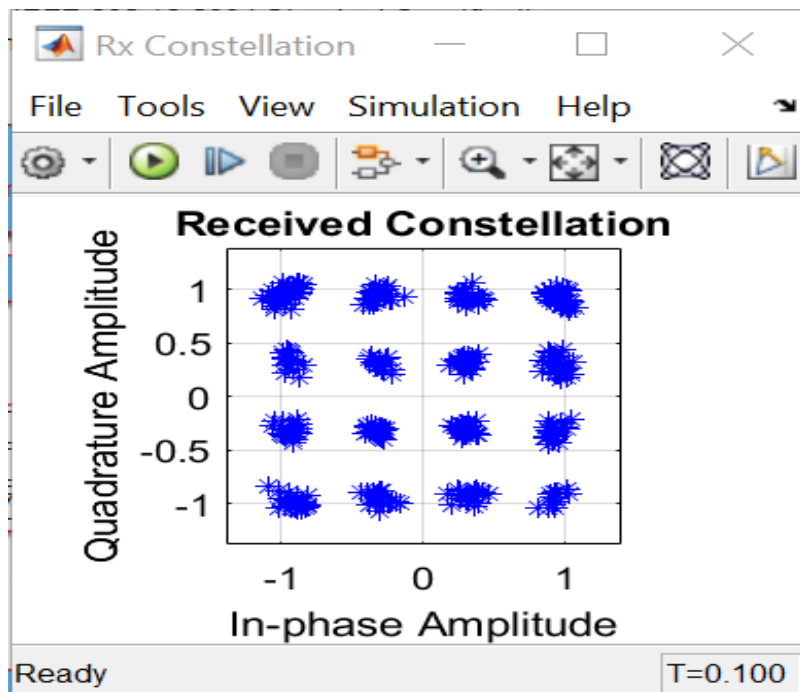 Rx Constellation
File Tools View Simulation Help
Received Constellation
Quadrature Amplitude
1
0.5
0
-0.5
-1
-1 0 1
In-phase Amplitude
Ready T=0.100